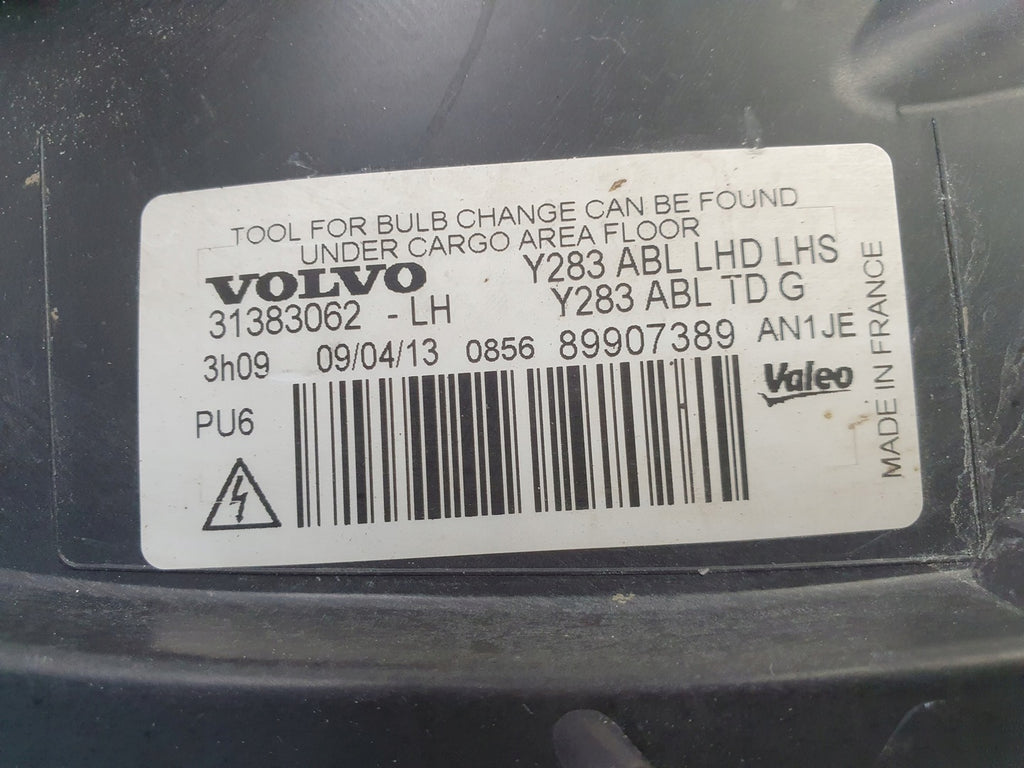 TOOL FOR BULB CHANGE CAN BE FOUND
UNDER CARGO AREA FLOOR
VOLVO
Y283 ABL LHD LHS
31383062 - LH
Y283 ABL TD G
3h09 09/04/13 0856 89907389 AN1JE
PU6
Valeo
MADE IN FRANCE